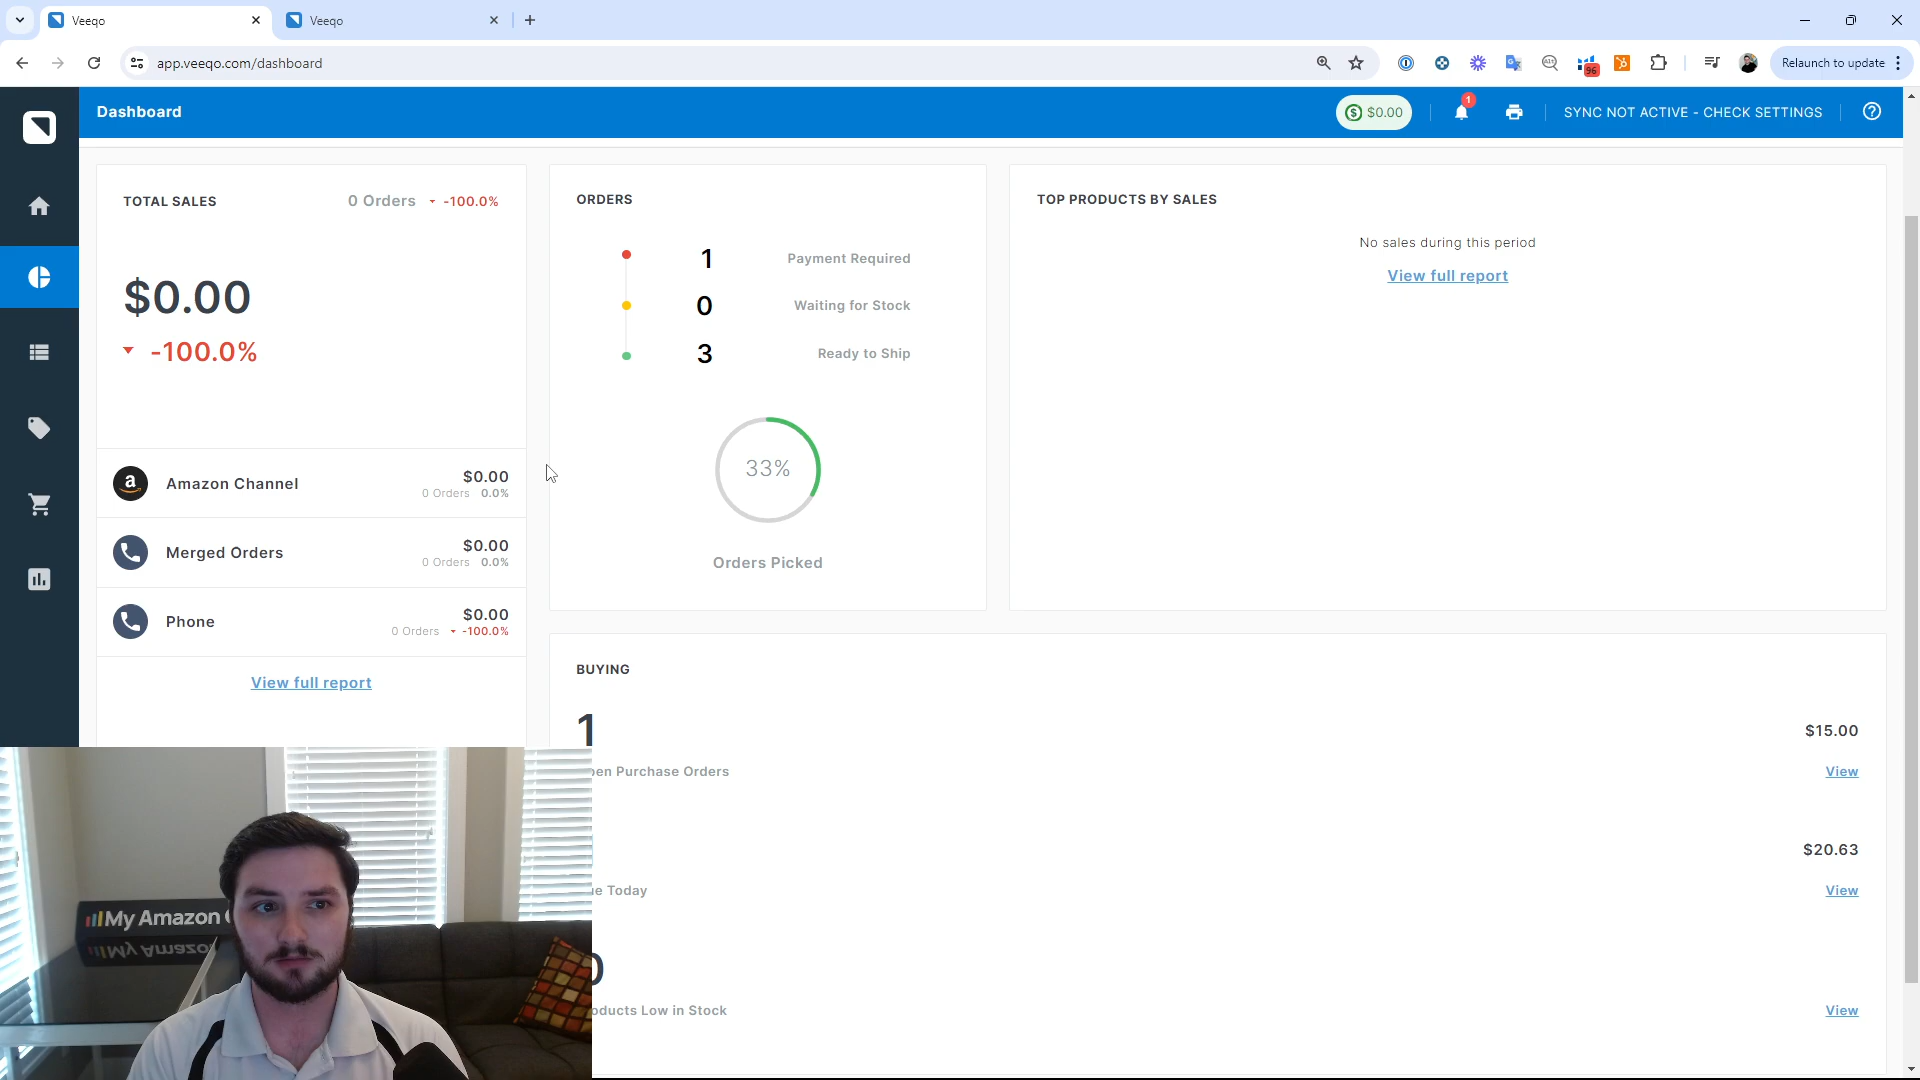 Veeqo
Veeqo
app.veeqo.com/dashboard
96
Relaunch to update
Dashboard
$0.00
1
SYNC NOT ACTIVE - CHECK SETTINGS
TOTAL SALES
0 Orders -100.0%
$0.00
-100.0%
Amazon Channel
$0.00
0 Orders 0.0%
Merged Orders
$0.00
0 Orders 0.0%
Phone
$0.00
0 Orders -100.0%
View full report
ORDERS
1 Payment Required
0 Waiting for Stock
3 Ready to Ship
33%
Orders Picked
TOP PRODUCTS BY SALES
No sales during this period
View full report
BUYING
1
$15.00
Purchase Orders
View
$20.63
Today
View
Low in Stock
View
My Amazon